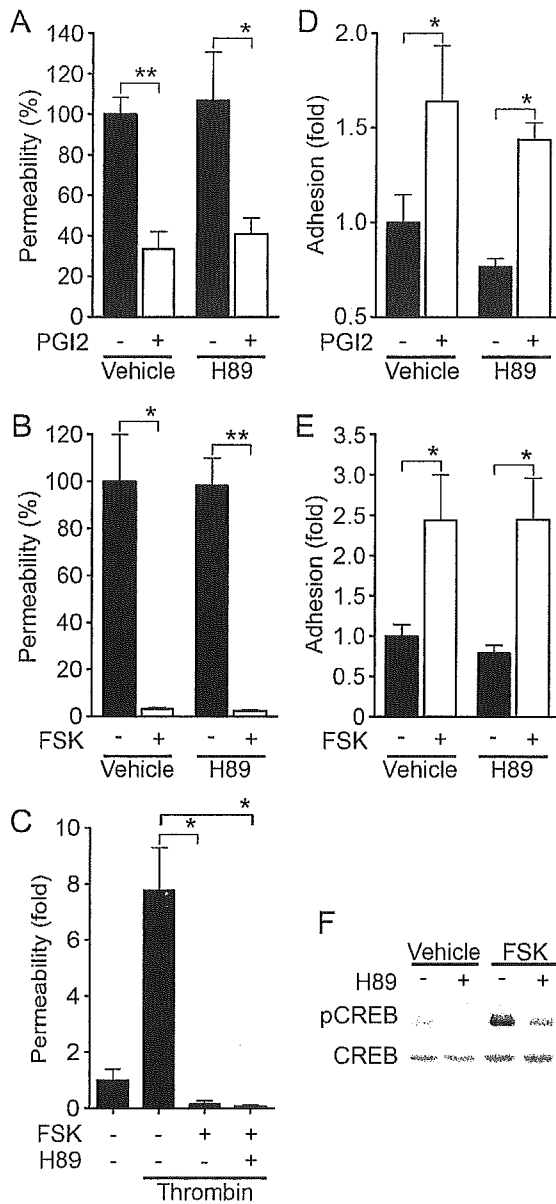 A
Permeability (%)
140
120
100
80
60
40
20
0
**
*
PGI2 - + - +
Vehicle H89
D
Adhesion (fold)
2.0
1.5
1.0
0.5
*
*
PGI2 - + - +
Vehicle H89
B
Permeability (%)
120
100
80
60
40
20
0
*
**
FSK - + - +
Vehicle H89
E
Adhesion (fold)
3.5
3.0
2.5
2.0
1.5
1.0
0.5
0
*
*
FSK - + - +
Vehicle H89
C
Permeability (fold)
10
8
6
4
2
0
*
*
FSK - - + +
H89 - - - +
Thrombin
F
Vehicle FSK
H89 - + - +
pCREB
CREB